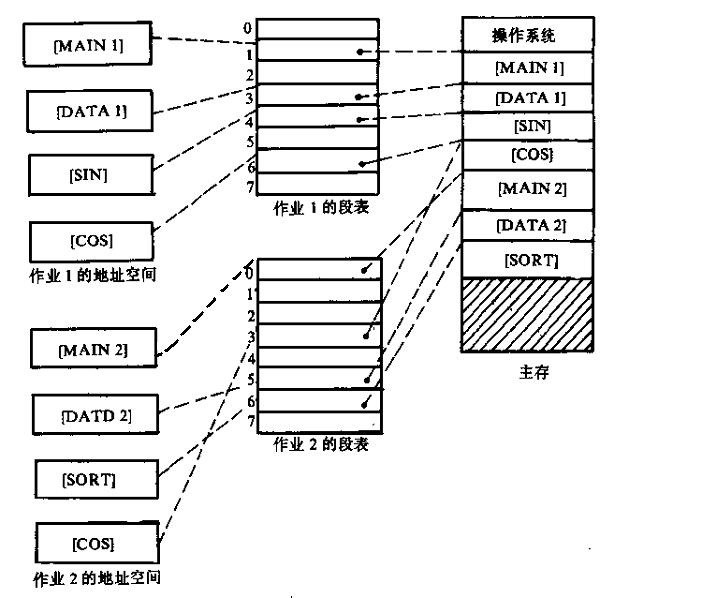 [MAIN 1]
[DATA 1]
[SIN]
[COS]
作业1的地址空间
[MAIN 2]
[DATD 2]
[SORT]
[COS]
作业2的地址空间
0
1
2
3
4
5
6
7
作业1的段表
0
1
2
3
4
5
6
7
作业2的段表
操作系统
[MAIN 1]
[DATA 1]
[SIN]
[COS]
[MAIN 2]
[DATA 2]
[SORT]
主存